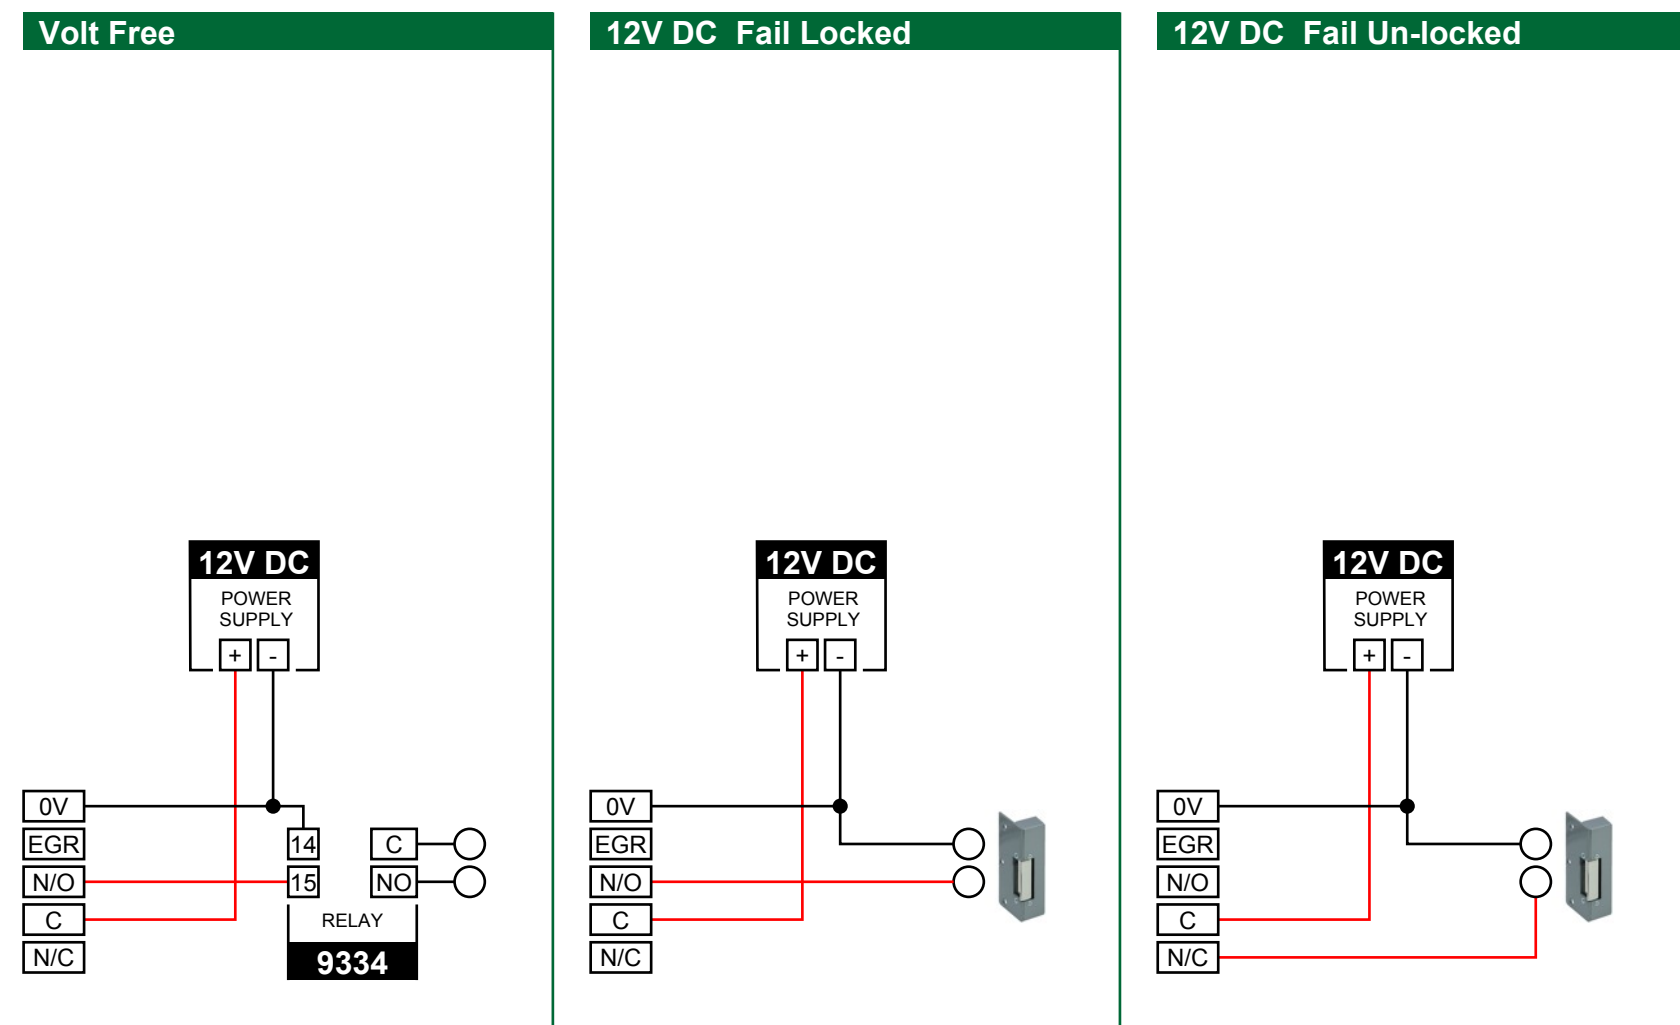 Volt Free
12V DC
POWER
SUPPLY
+ -
0V
EGR
N/O
C
N/C
14
15
C
NO
RELAY
9334
12V DC Fail Locked
12V DC
POWER
SUPPLY
+ -
0V
EGR
N/O
C
N/C
12V DC Fail Un-locked
12V DC
POWER
SUPPLY
+ -
0V
EGR
N/O
C
N/C